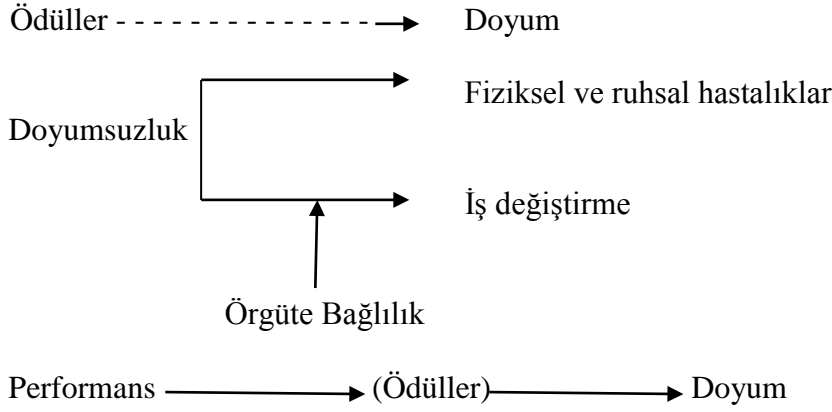 Ödüller Doyum
Fiziksel ve ruhsal hastalıklar
Doyumsuzluk
İş değiştirme
Örgüte Bağlılık
Performans (Ödüller) Doyum